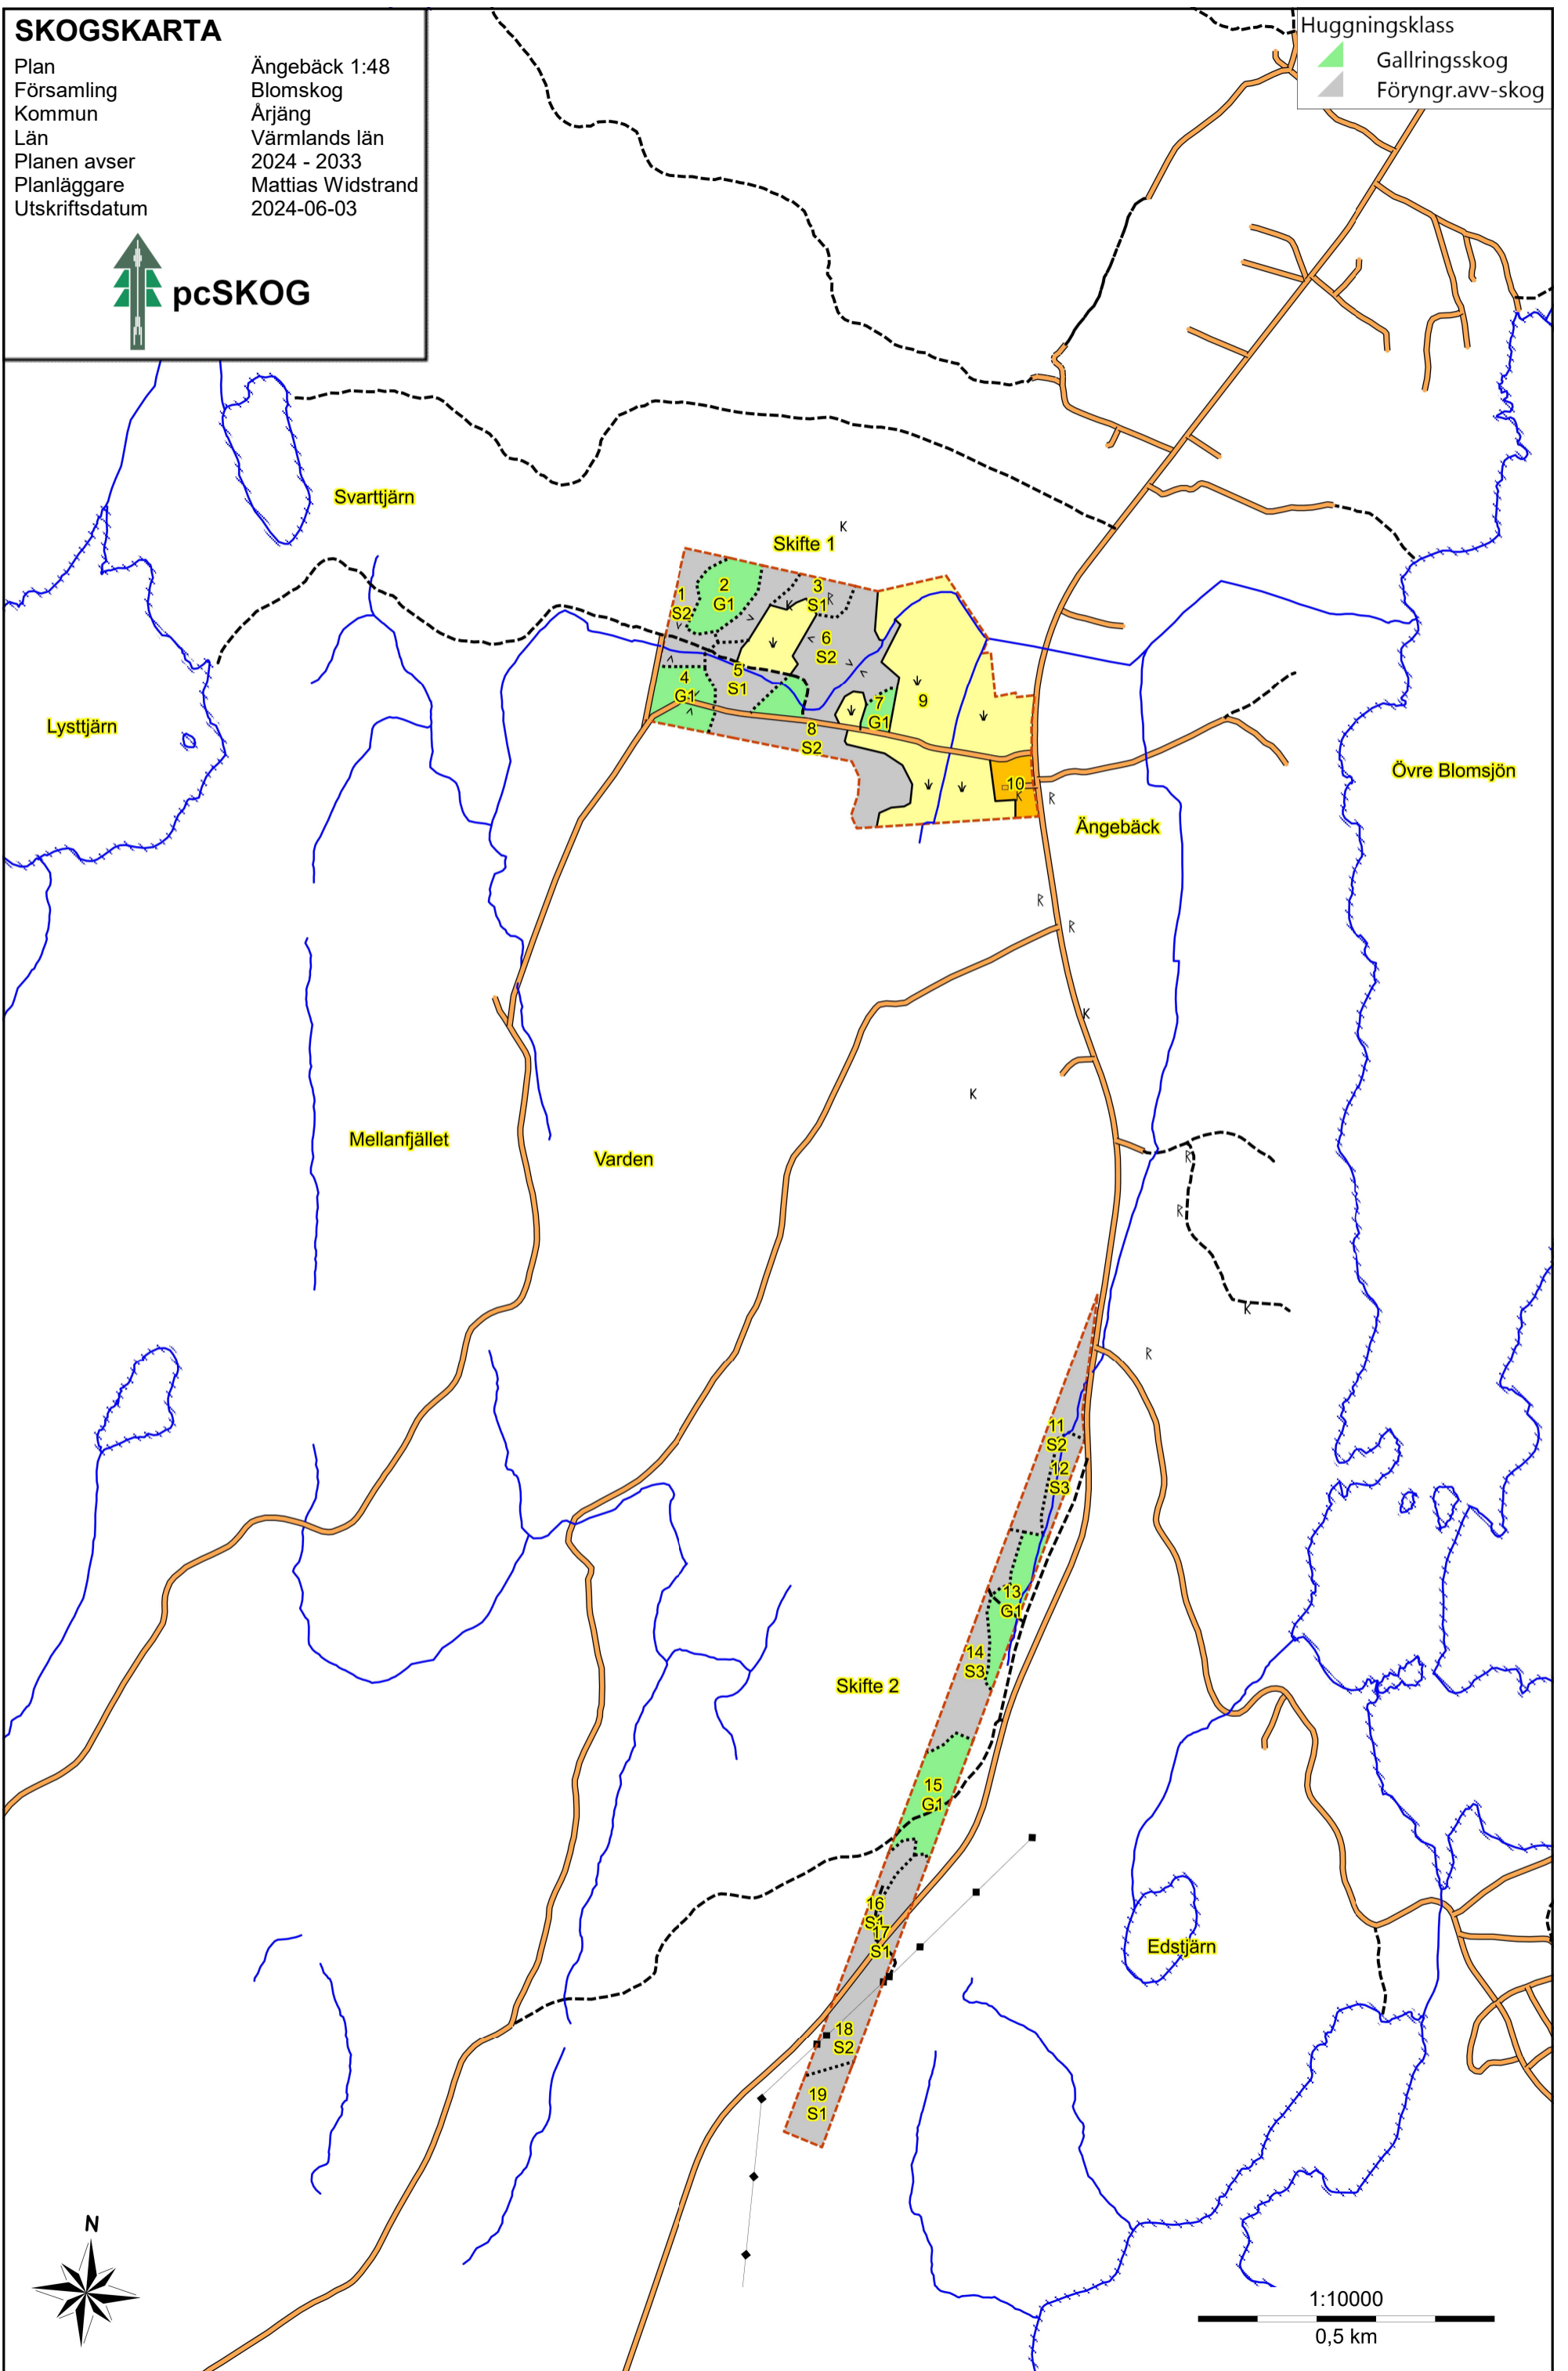 SKOGSKARTA
Plan Ängebäck 1:48
Församling Blomskog
Kommun Årjäng
Län Värmlands län
Planen avser 2024 - 2033
Planläggare Mattias Widstrand
Utskriftsdatum 2024-06-03
pcSKOG
Huggningsklass
Gallringsskog
Föryngr.avv-skog
Svarttjärn
K
Skifte 1
1
S2
2
G1
3
S1
R
K
6
S2
4
G1
5
S1
7
G1
9
8
S2
10
K
R
Lysttjärn
Övre Blomsjön
Ängebäck
R
R
K
K
Mellanfjället
Varden
R
R
K
R
11
S2
12
S3
13
G1
14
S3
Skifte 2
15
G1
16
S1
17
S1
Edstjärn
18
S2
19
S1
N
1:10000
0,5 km